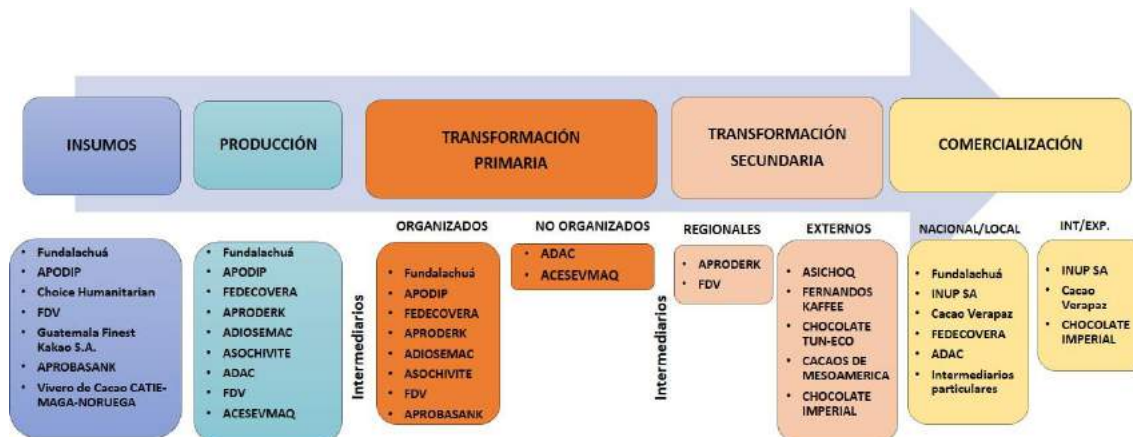 INSUMOS
PRODUCCIÓN
TRANSFORMACIÓN
PRIMARIA
TRANSFORMACIÓN
SECUNDARIA
COMERCIALIZACIÓN
• Fundalachuá
• APODIP
• Choice Humanitarian
• FDV
• Guatemala Finest
Kakao S.A.
• APROBASANK
• Vivero de Cacao CATIE-
MAGA-NORUEGA
• Fundalachuá
• APODIP
• FEDECOVERA
• APRODERK
• ADIOSEMAC
• ASOCHIVITE
• ADAC
• FDV
• ACESEVMAQ
Intermediarios
ORGANIZADOS
• Fundalachuá
• APODIP
• FEDECOVERA
• APRODERK
• ADIOSEMAC
• ASOCHIVITE
• FDV
• APROBASANK
NO ORGANIZADOS
• ADAC
• ACESEVMAQ
Intermediarios
REGIONALES
• APRODERK
• FDV
EXTERNOS
• ASICHOQ
• FERNANDOS
KAFFEE
• CHOCOLATE
TUN-ECO
• CACAOS DE
MESOAMERICA
• CHOCOLATE
IMPERIAL
NACIONAL/LOCAL
• Fundalachuá
• INUP SA
• Cacao Verapaz
• FEDECOVERA
• ADAC
• Intermediarios
particulares
INT/EXP.
• INUP SA
• Cacao
Verapaz
• CHOCOLATE
IMPERIAL